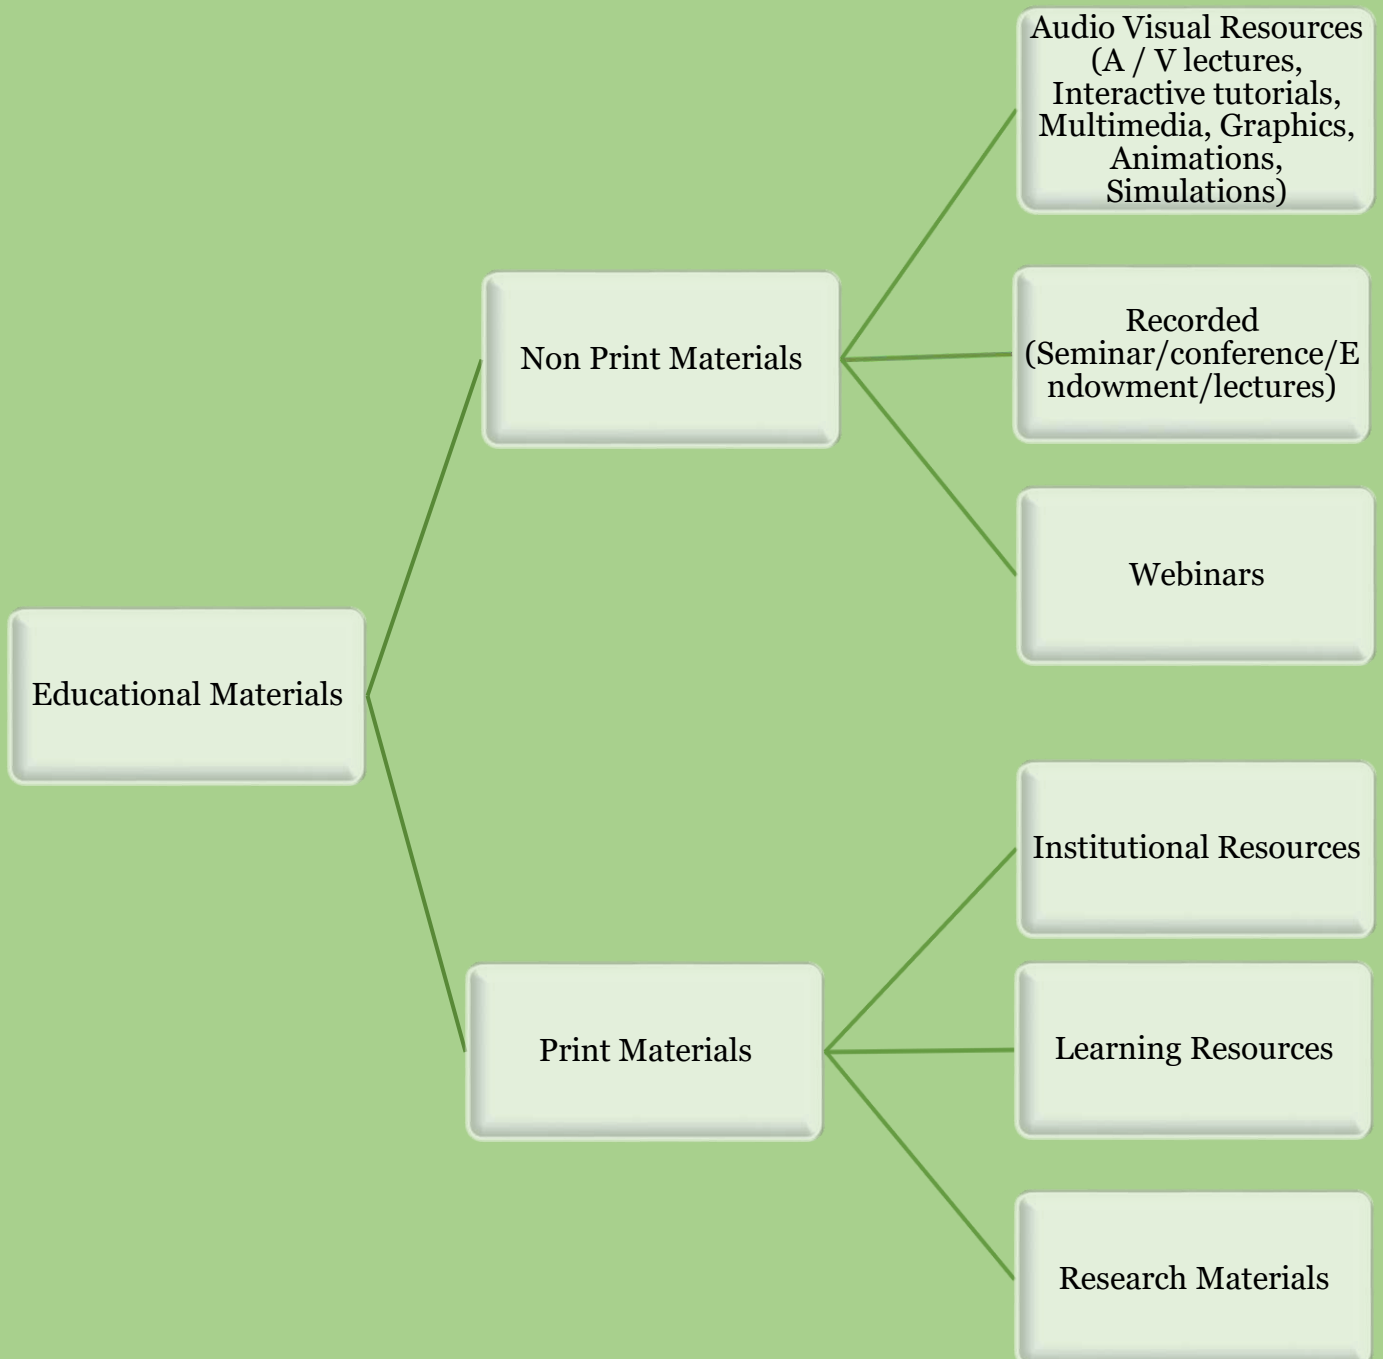 Audio Visual Resources
(A / V lectures,
Interactive tutorials,
Multimedia, Graphics,
Animations,
Simulations)
Non Print Materials
Recorded
(Seminar/conference/E
ndowment/lectures)
Webinars
Educational Materials
Institutional Resources
Print Materials
Learning Resources
Research Materials